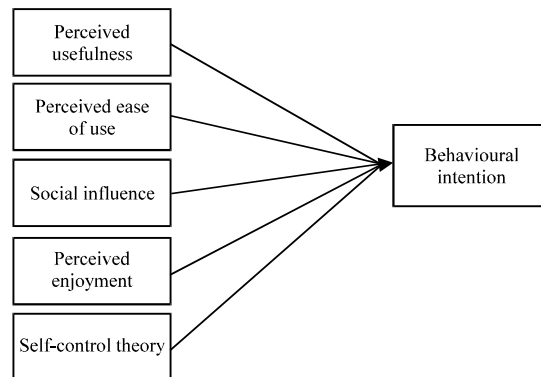 Perceived
usefulness
Perceived ease
of use
Social influence
Perceived
enjoyment
Self-control theory
Behavioural
intention